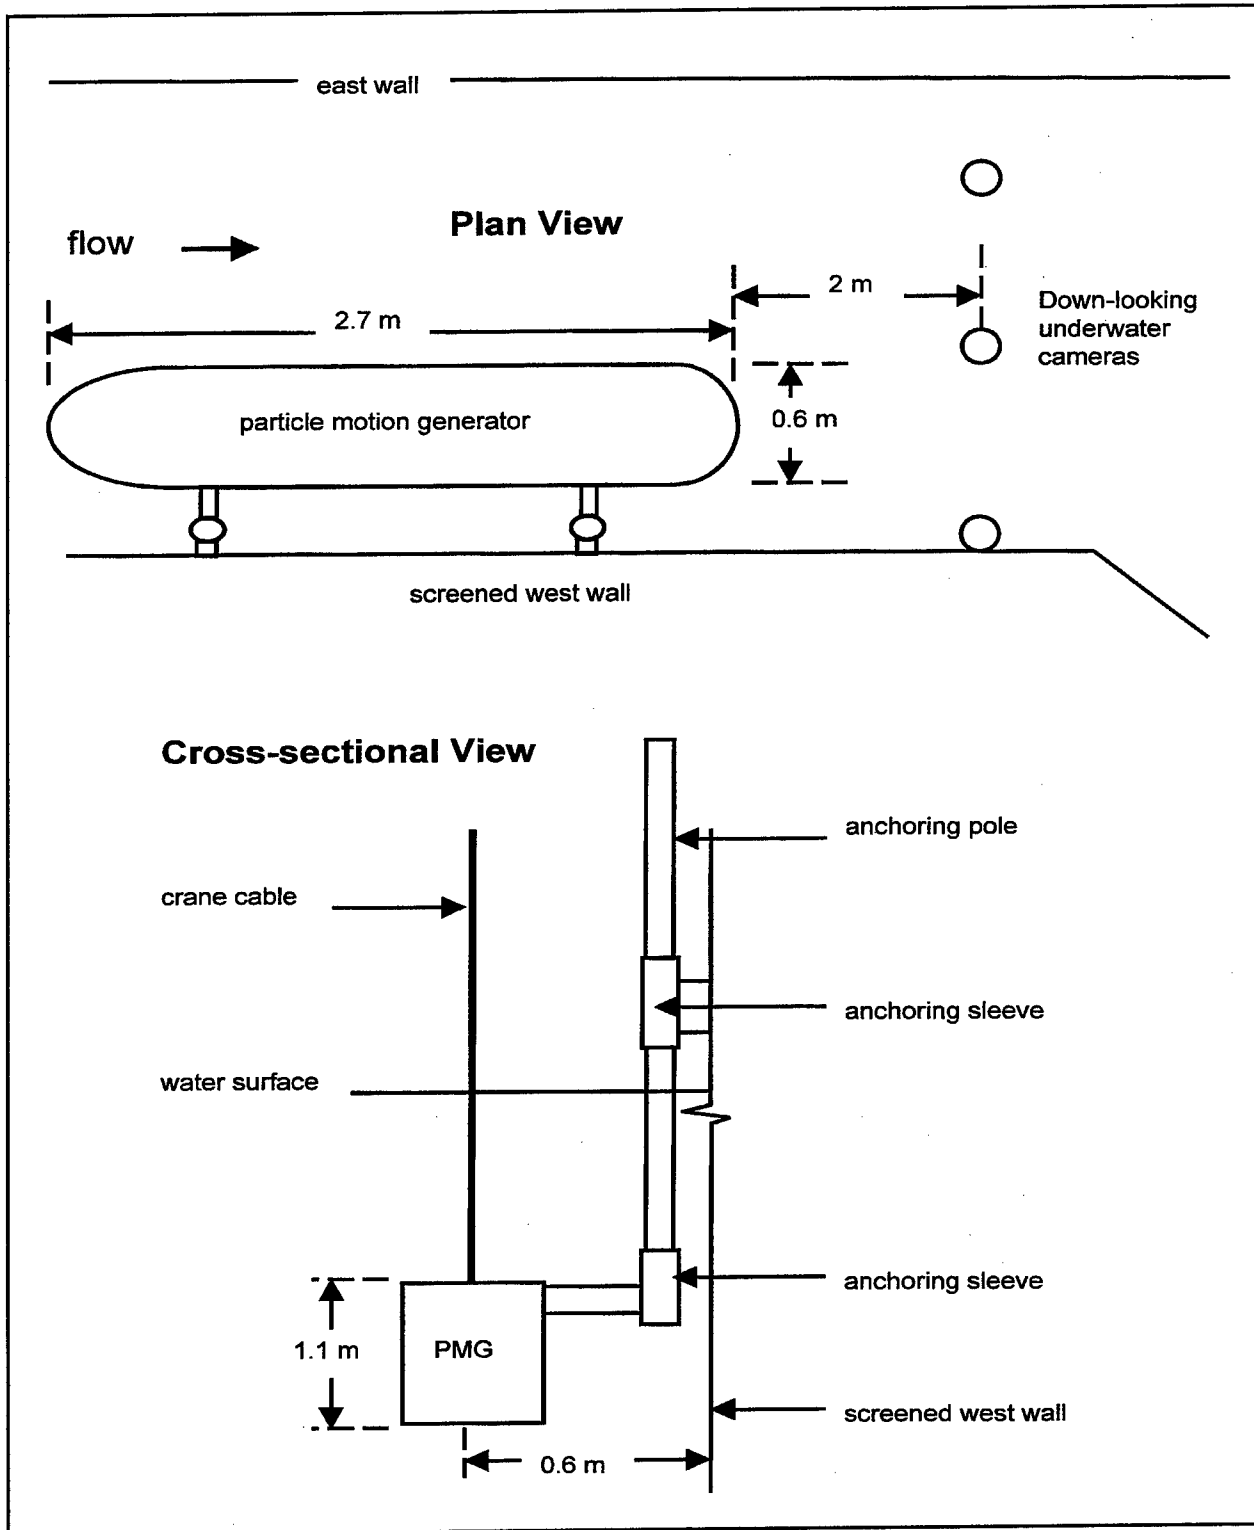 east wall
Plan View
flow
2 m
Down-looking
underwater
cameras
2.7 m
particle motion generator
0.6 m
screened west wall
Cross-sectional View
anchoring pole
crane cable
anchoring sleeve
water surface
anchoring sleeve
1.1 m
PMG
screened west wall
0.6 m